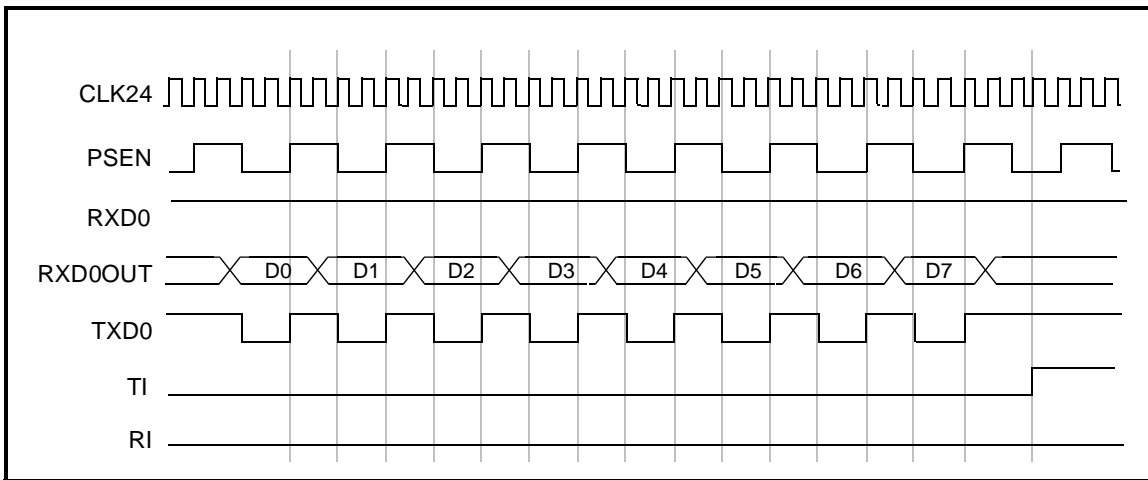 CLK24
PSEN
RXD0
RXD0OUT D0 D1 D2 D3 D4 D5 D6 D7
TXD0
TI
RI